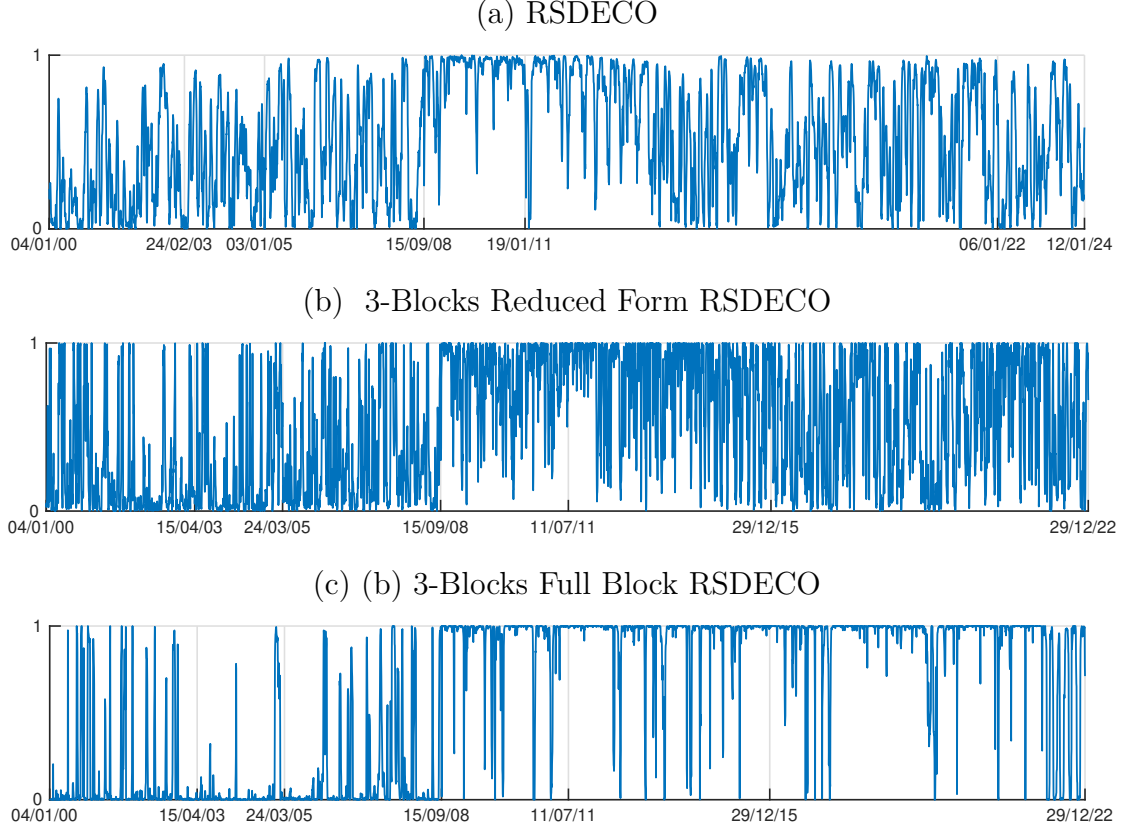 (a) RSDECO
1
0
04/01/00 24/02/03 03/01/05 15/09/08 19/01/11 06/01/22 12/01/24
(b) 3-Blocks Reduced Form RSDECO
1
0
04/01/00 15/04/03 24/03/05 15/09/08 11/07/11 29/12/15 29/12/22
(c) (b) 3-Blocks Full Block RSDECO
1
0
04/01/00 15/04/03 24/03/05 15/09/08 11/07/11 29/12/15 29/12/22